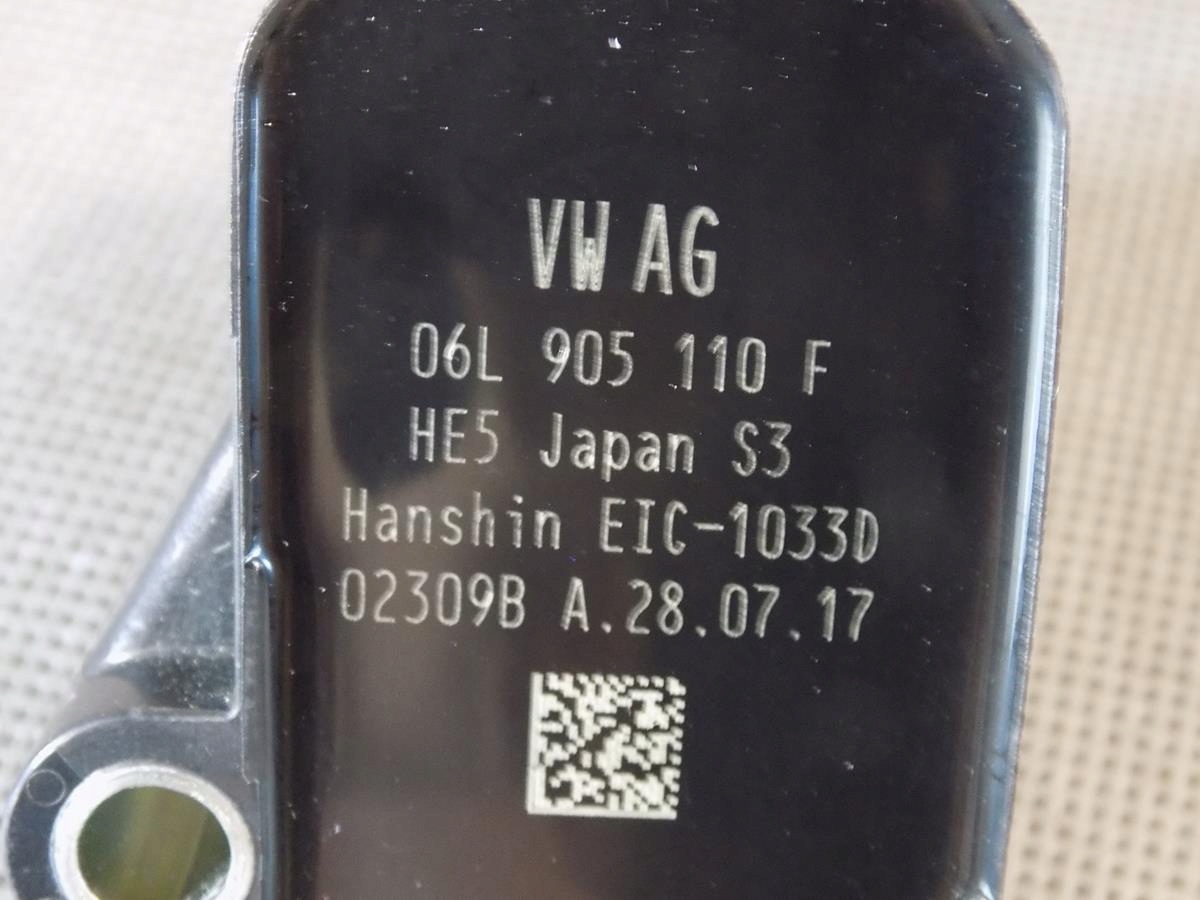 VW AG
06L 905 110 F
HE5 Japan S3
Hanshin EIC-1033D
02309B A.28.07.17